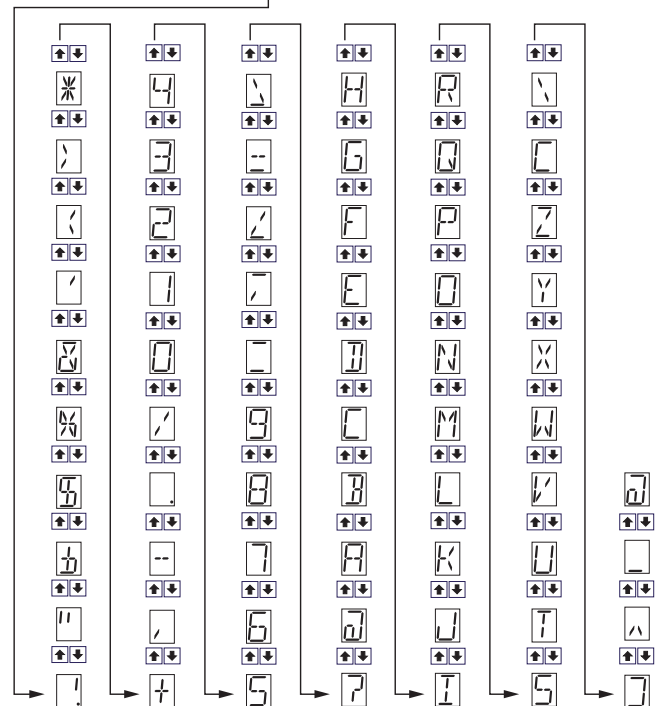 * 4 > H R \
) 3 = G Q [
( 2 < F P Z
' 1 ; E O Y
& 0 : D N X
% / 9 C M W
$ . 8 B L V @
# - 7 A K U _
" , 6 @ J T ^
! + 5 ? I S ]